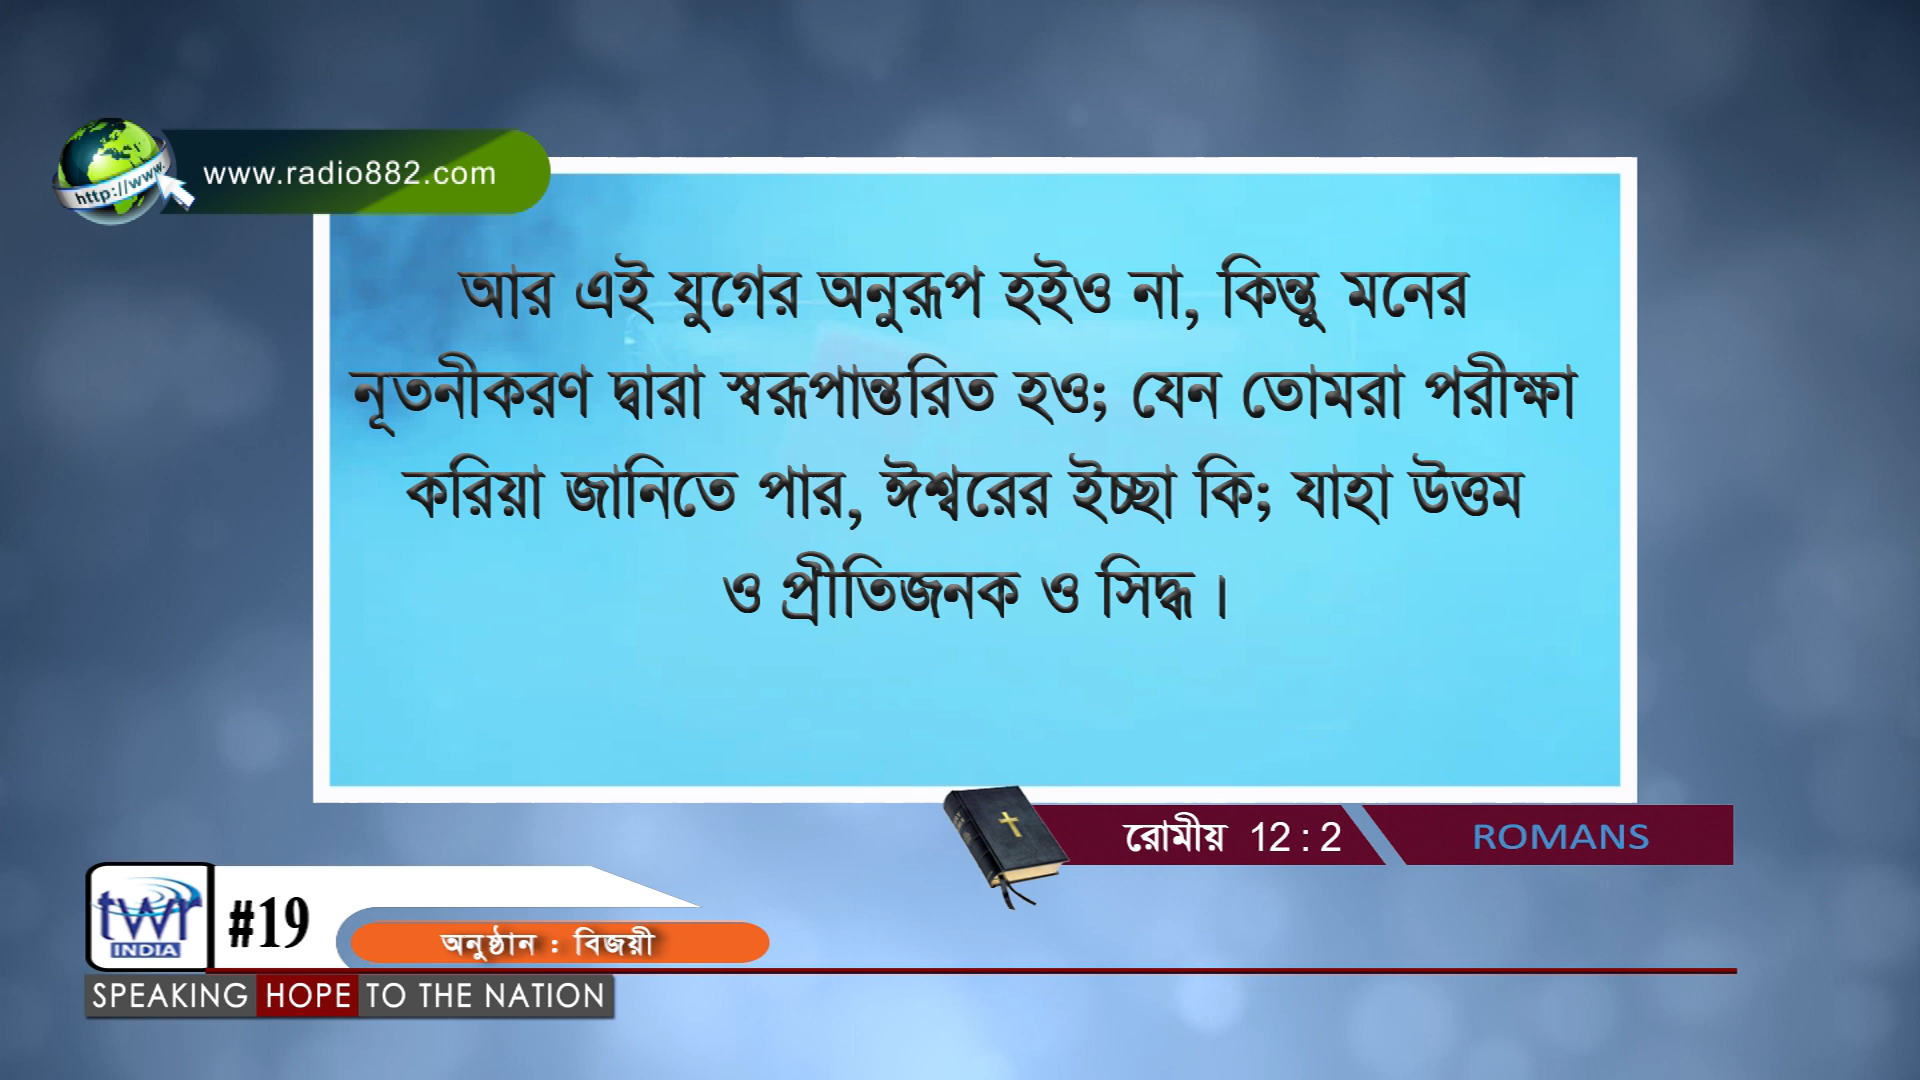 www.radio882.com
http://www.
আর এই যুগের অনুরূপ হইও না, কিন্তু মনের
নূতনীকরণ দ্বারা স্বরূপান্তরিত হও; যেন তোমরা পরীক্ষা
করিয়া জানিতে পার, ঈশ্বরের ইচ্ছা কি; যাহা উত্তম
ও প্রীতিজনক ও সিদ্ধ।
রোমীয় 12 : 2 ROMANS
twr
INDIA
#19
অনুষ্ঠান : বিজয়ী
SPEAKING HOPE TO THE NATION